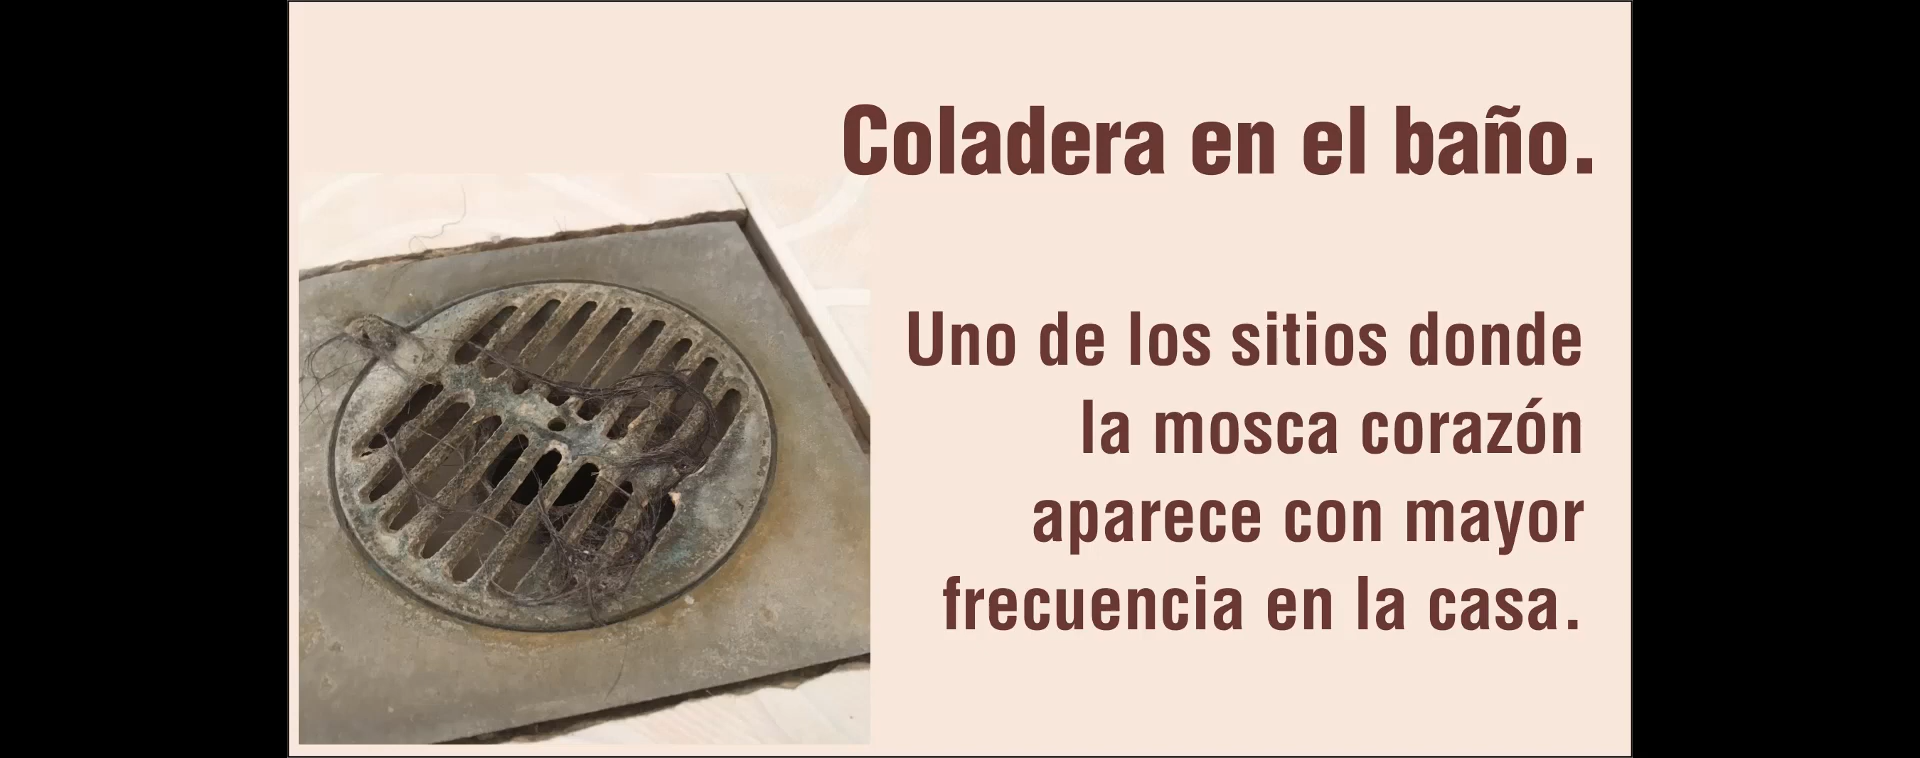 Coladera en el baño.
Uno de los sitios donde
la mosca corazón
aparece con mayor
frecuencia en la casa.